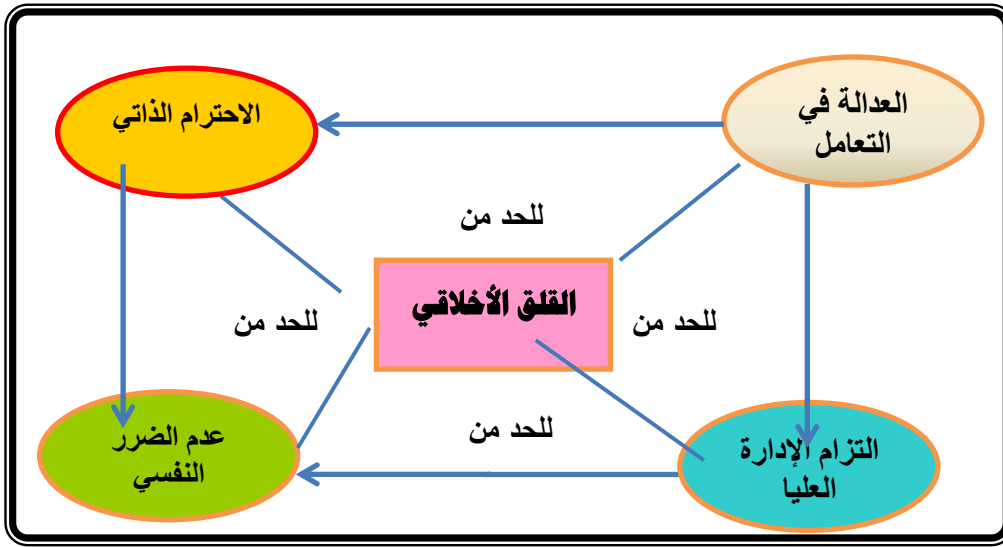 العدالة في
التعامل
الاحترام الذاتي
للحد من
القلق الأخلاقي
للحد من
للحد من
للحد من
التزام الإدارة
العليا
عدم الضرر
النفسي